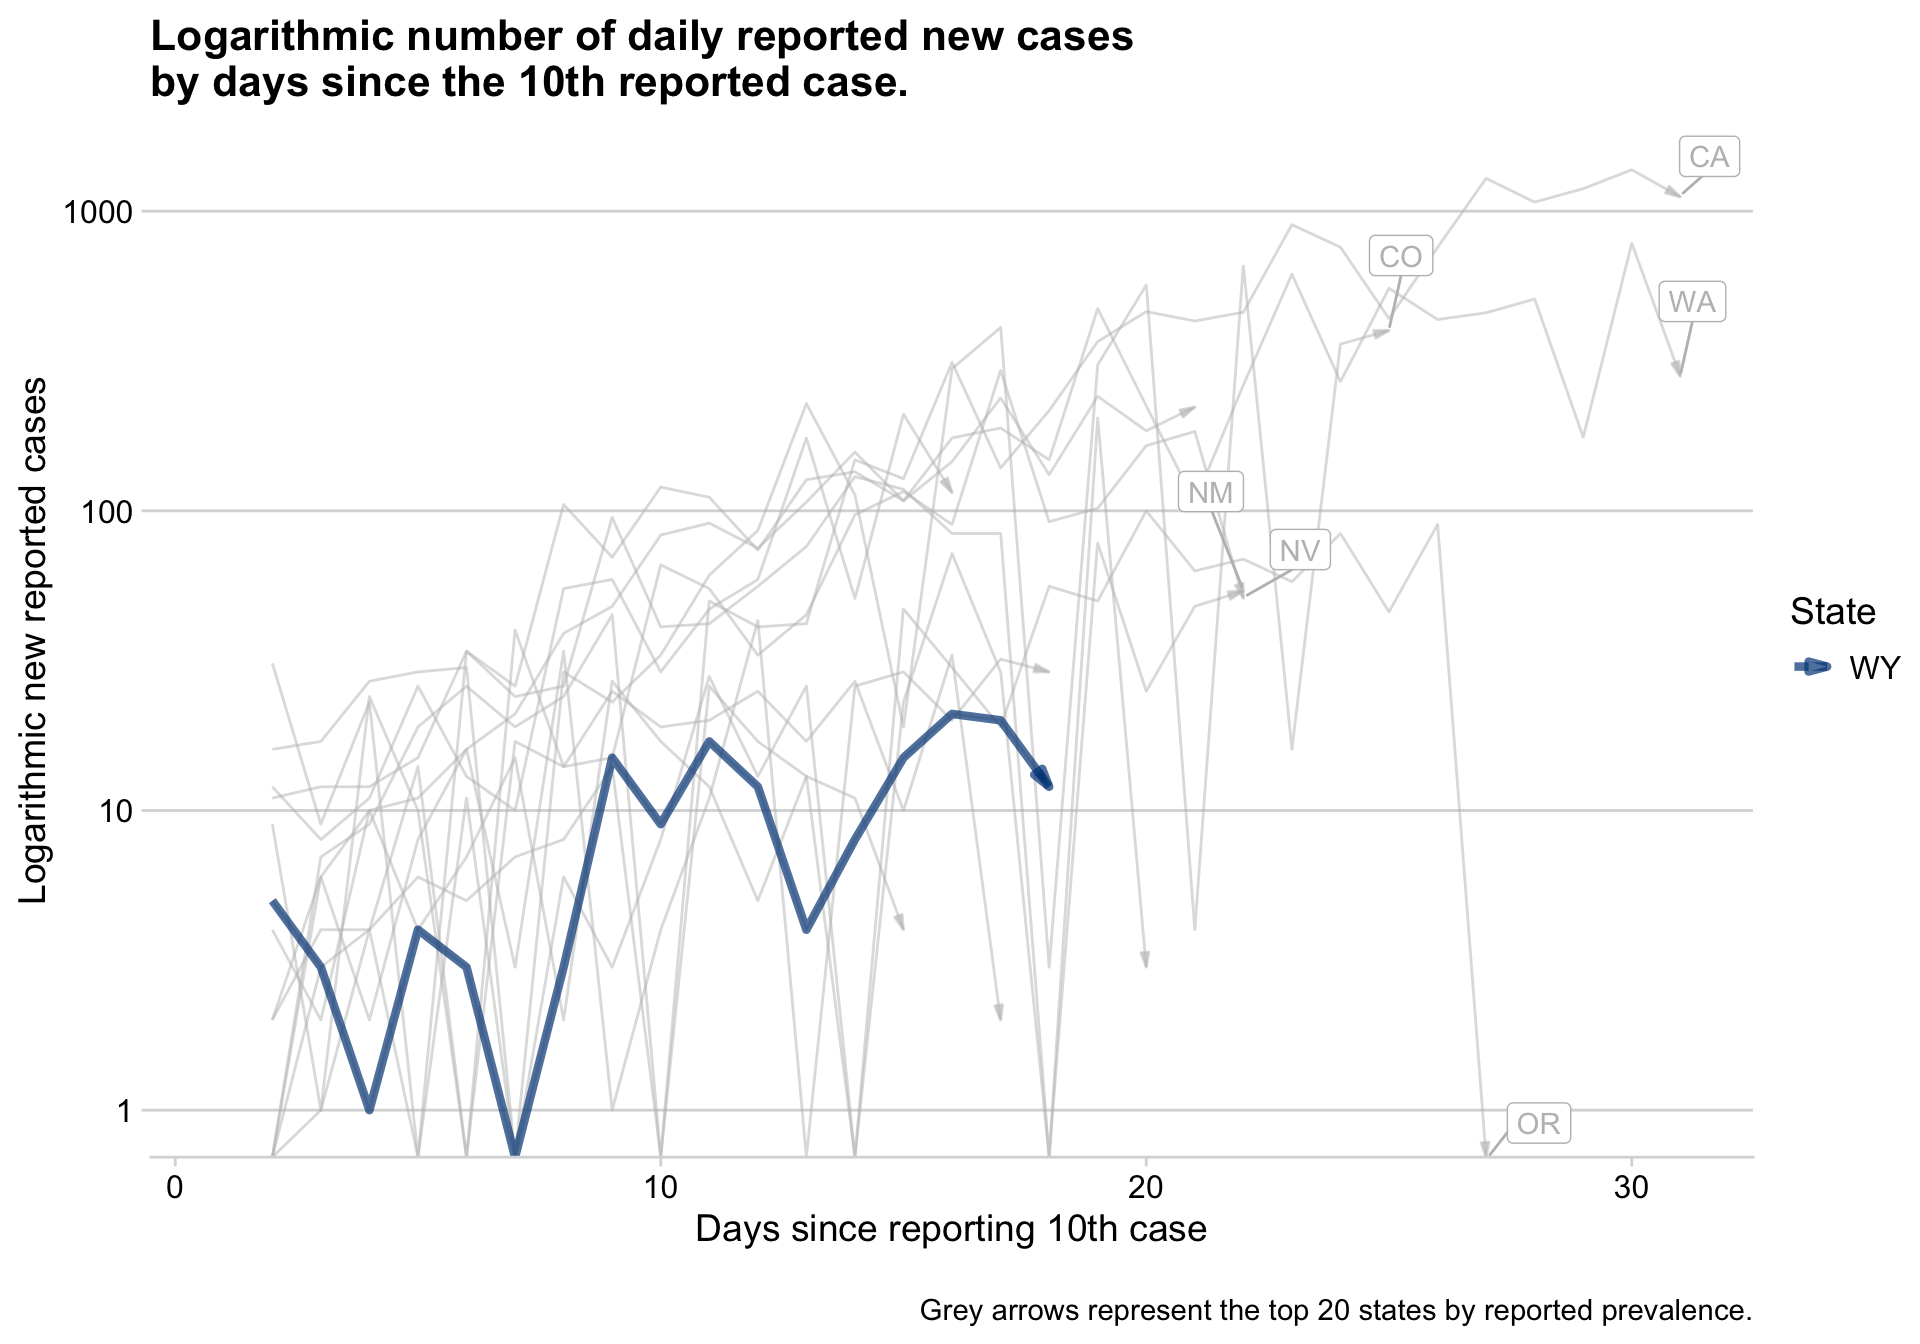 Logarithmic number of daily reported new cases
by days since the 10th reported case.
Logarithmic new reported cases
1000
100
10
1
CA
CO
WA
NM
NV
OR
State
WY
0
10
20
30
Days since reporting 10th case
Grey arrows represent the top 20 states by reported prevalence.